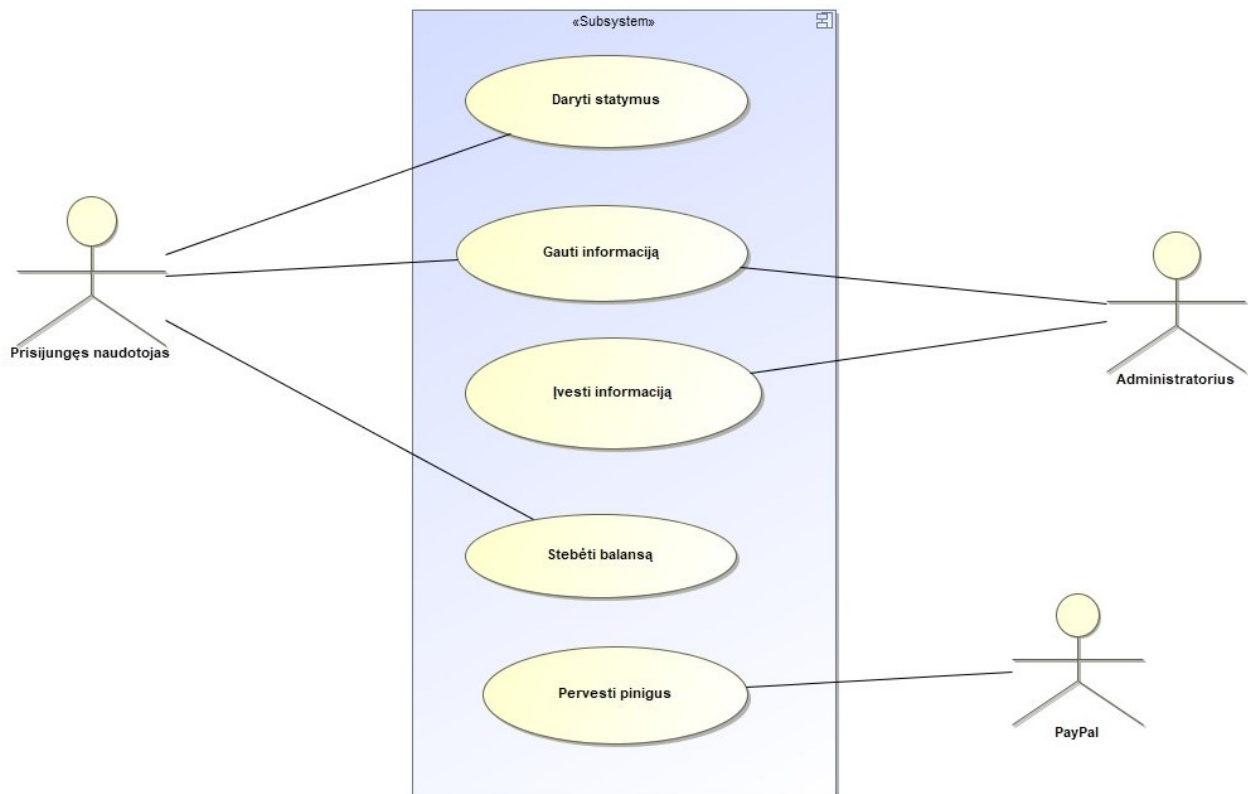 «Subsystem»
Daryti statymus
Gauti informaciją
Prisijungęs naudotojas
Administratorius
Įvesti informaciją
Stebėti balansą
Pervesti pinigus
PayPal